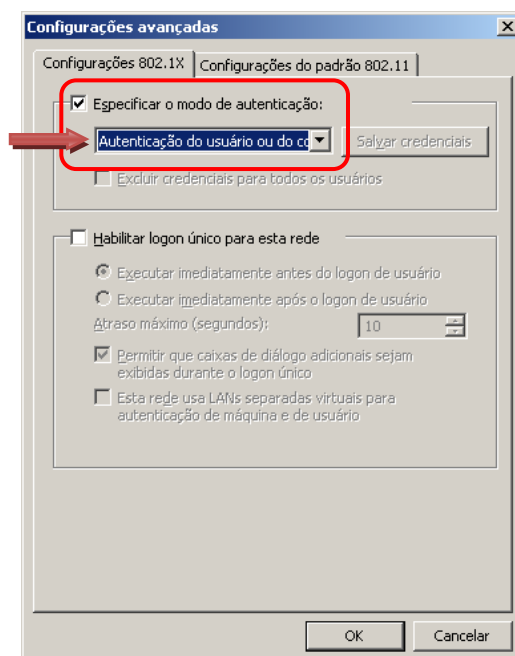 Configurações avançadas
Configurações 802.1X
Configurações do padrão 802.11
Especificar o modo de autenticação:
Autenticação do usuário ou do co
Salvar credenciais
Excluir credenciais para todos os usuários
Habilitar logon único para esta rede
Executar imediatamente antes do logon de usuário
Executar imediatamente após o logon de usuário
Atraso máximo (segundos):
10
Permitir que caixas de diálogo adicionais sejam
exibidas durante o logon único
Esta rede usa LANs separadas virtuais para
autenticação de máquina e de usuário
OK
Cancelar